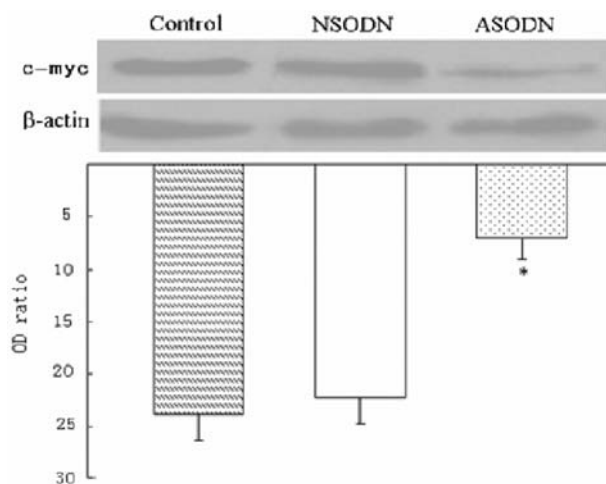 Control NSODN ASODN
c-myc
β-actin
5
10
*
15
20
25
30
OD ratio